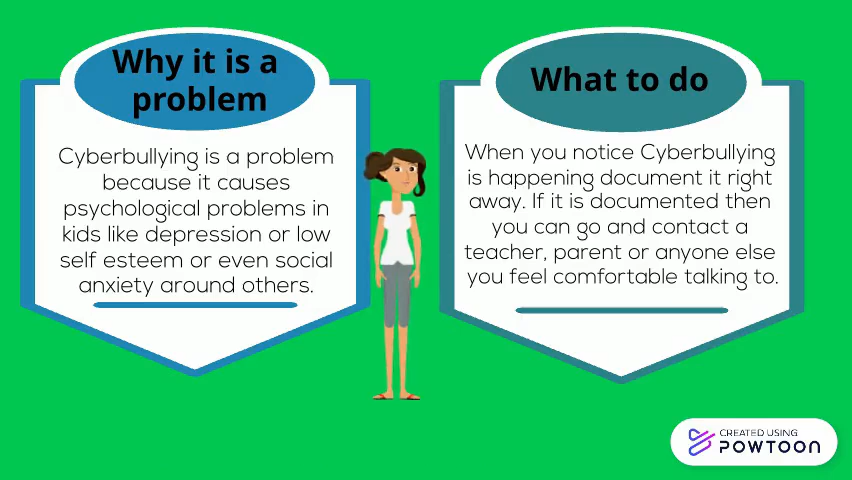 Why it is a
problem
Cyberbullying is a problem
because it causes
psychological problems in
kids like depression or low
self esteem or even social
anxiety around others.
What to do
When you notice Cyberbullying
is happening document it right
away. If it is documented then
you can go and contact a
teacher, parent or anyone else
you feel comfortable talking to.
CREATED USING
POWTOON